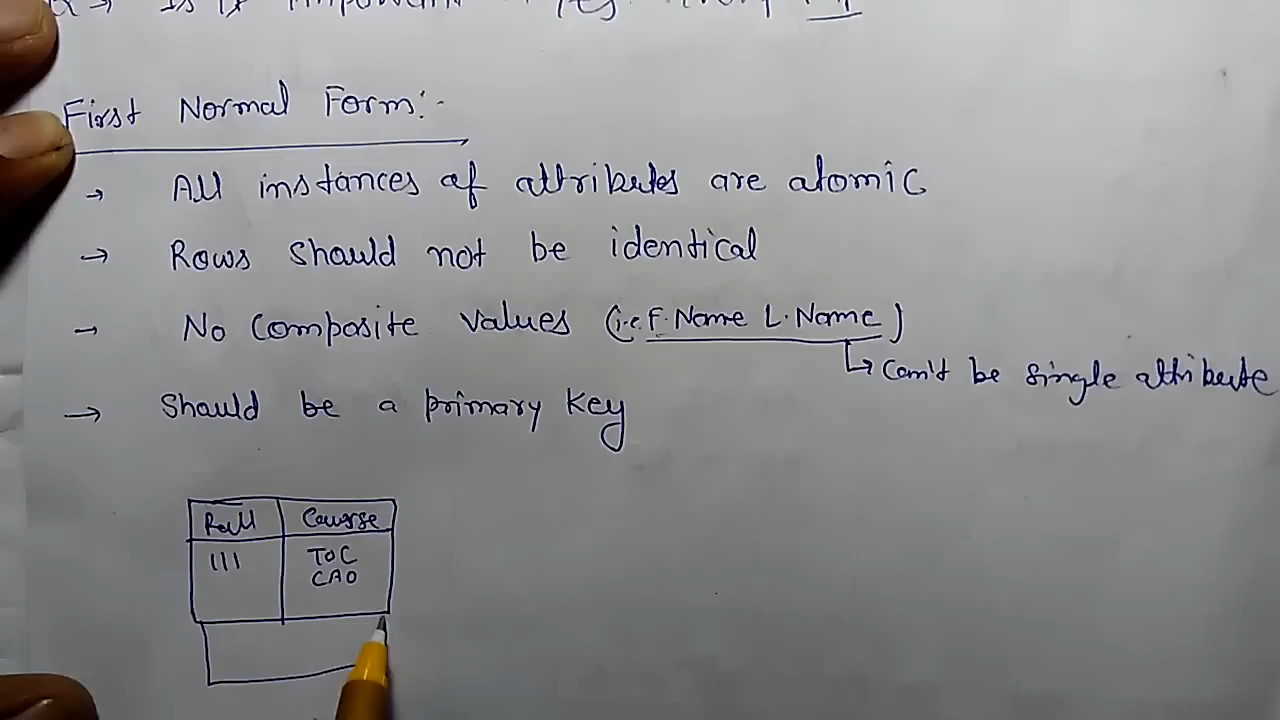 First Normal Form:-
→ All instances of attributes are atomic
→ Rows should not be identical
→ No composite values (i.e F.Name L.Name)
↳ can't be single attribute
→ Should be a primary key
Roll Course
111 TOC
CAO